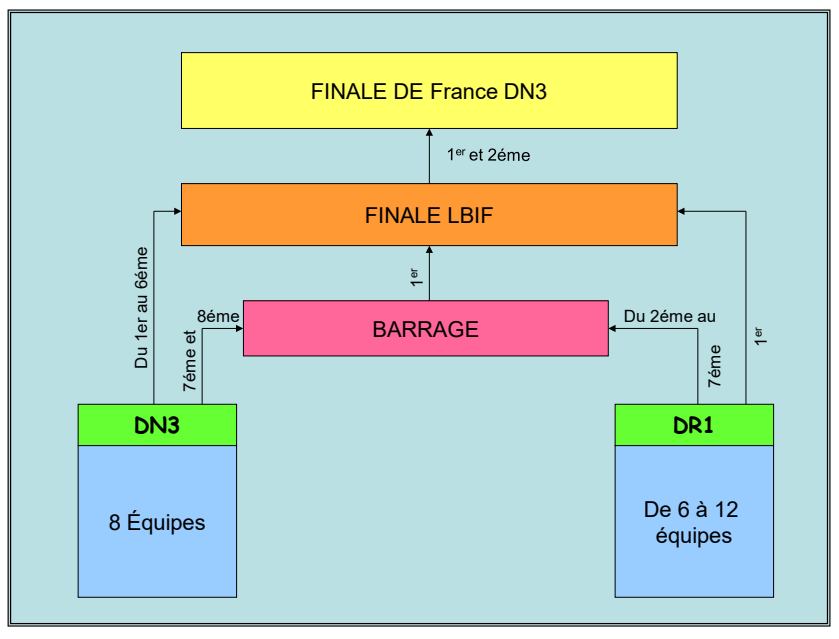 FINALE DE France DN3
1er et 2éme
FINALE LBIF
Du 1er au 6éme
1er
8éme
7éme et
BARRAGE
Du 2éme au
7éme
1er
DN3
DR1
8 Équipes
De 6 à 12
équipes